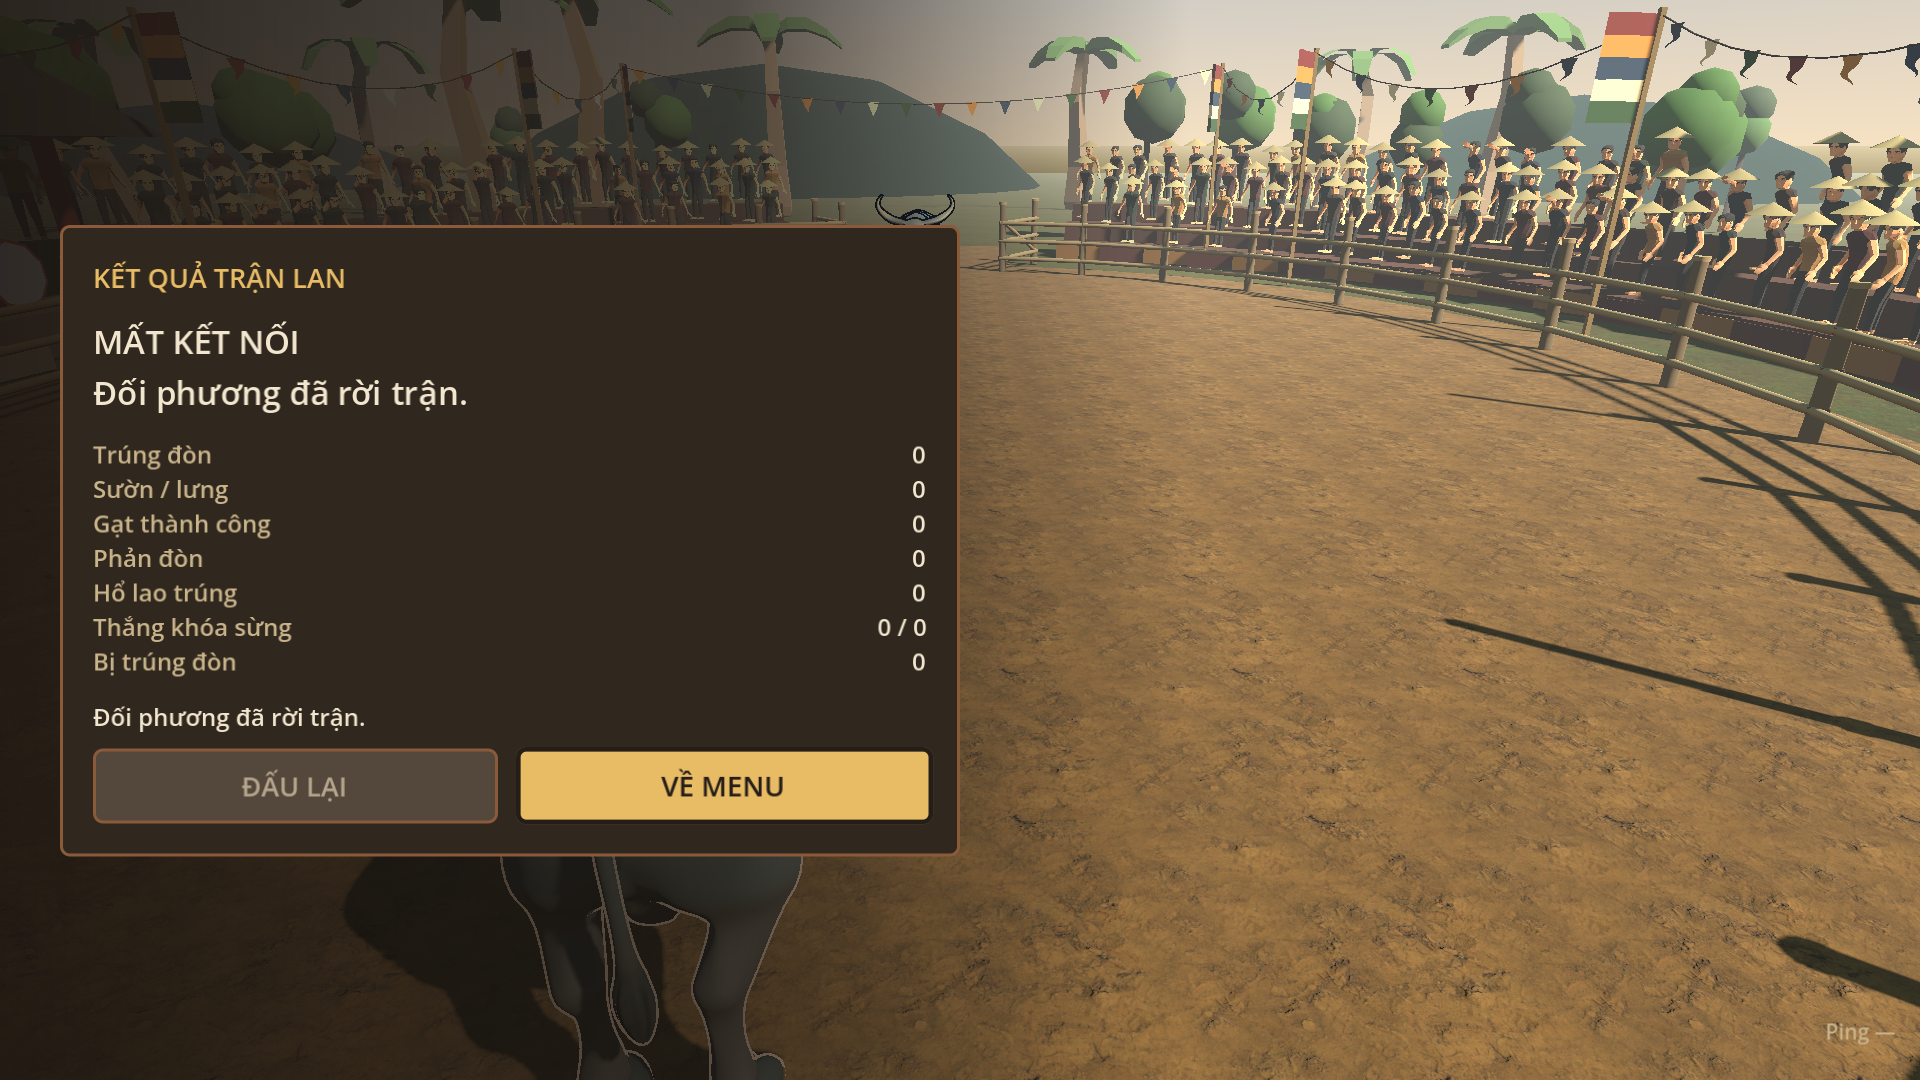 KẾT QUẢ TRẬN LAN
MẤT KẾT NỐI
Đối phương đã rời trận.
Trúng đòn 0
Sườn / lưng 0
Gạt thành công 0
Phản đòn 0
Hổ lao trúng 0
Thắng khóa sừng 0 / 0
Bị trúng đòn 0
Đối phương đã rời trận.
ĐẤU LẠI VỀ MENU
Ping —